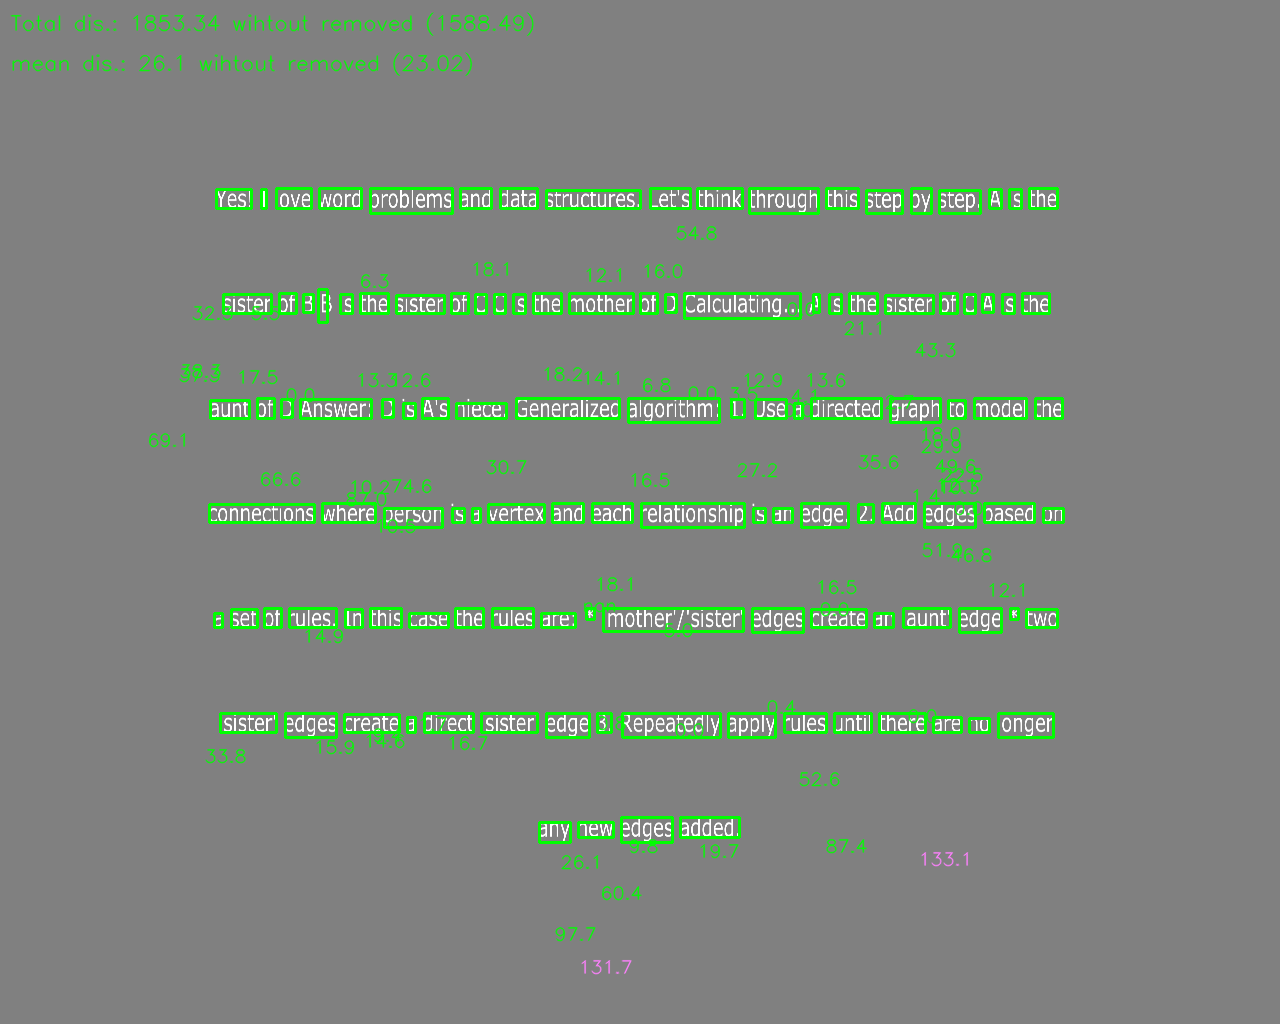 Total dis.: 1853.34 wihtout removed (1588.49)
mean dis.: 26.1 wihtout removed (23.02)
Yes! I love word problems and data structures. Let's think through this step by step. A is the
54.8
6.3 18.1 12.1 16.0
sister of B B is the sister of C C is the mother of D Calculating... A is the sister of C A is the
21.1
43.3
17.5 13.3 12.6 18.2 14.1 6.8 0.0 12.9 13.6
aunt of D Answer: D is A's niece. Generalized algorithm: 1. Use a directed graph to model the
69.1 18.0
29.9
66.6 30.7 16.5 27.2 35.6 49.6
connections where person is a vertex and each relationship is an edge. 2. Add edges based on
51.9 46.8
18.1 16.5 12.1
a set of rules. In this case the rules are: * 'mother'/'sister' edges create an 'aunt' edge * two
14.9
0.4
'sister' edges create a direct 'sister' edge 3. Repeatedly apply rules until there are no longer
33.8 15.9 14.6 16.7
52.6
any new edges added.
26.1 9.8 19.7 87.4 133.1
60.4
97.7
131.7